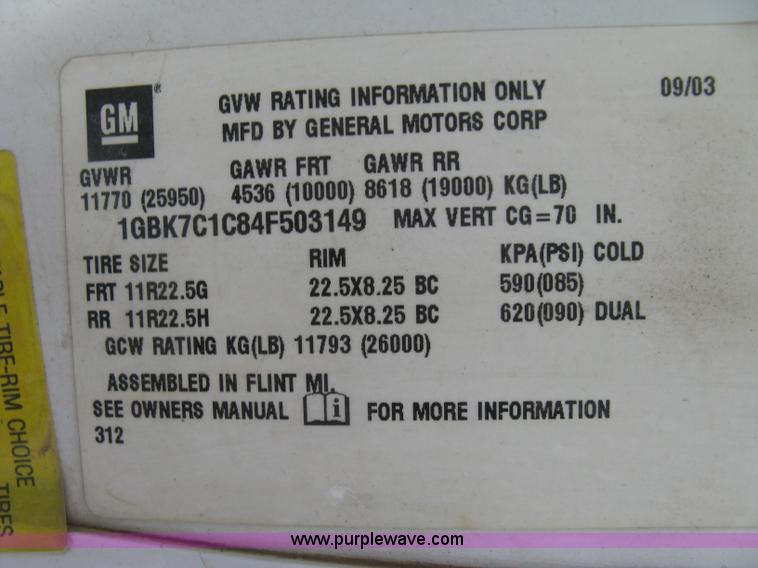 GM ®
GVW RATING INFORMATION ONLY 09/03
MFD BY GENERAL MOTORS CORP
GVWR GAWR FRT GAWR RR
11770 (25950) 4536 (10000) 8618 (19000) KG(LB)
1GBK7C1C84F503149 MAX VERT CG=70 IN.
TIRE SIZE RIM KPA(PSI) COLD
FRT 11R22.5G 22.5X8.25 BC 590(085)
RR 11R22.5H 22.5X8.25 BC 620(090) DUAL
GCW RATING KG(LB) 11793 (26000)
ASSEMBLED IN FLINT MI.
SEE OWNERS MANUAL i FOR MORE INFORMATION
312
TIRE-RIM CHOICE
TIRES
www.purplewave.com